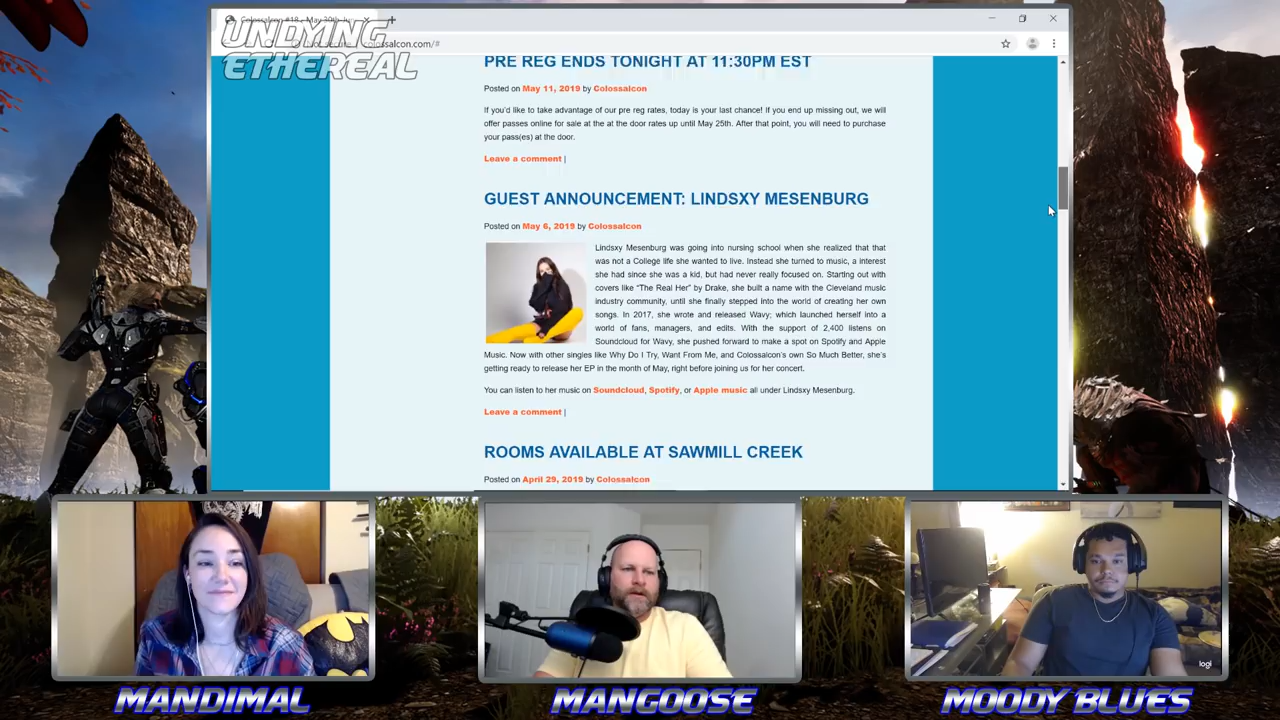 Colossalcon #18 - May 30th-Ju
UNDYING
ETHEREAL
colossalcon.com/#
PRE REG ENDS TONIGHT AT 11:30PM EST
Posted on May 11, 2019 by Colossalcon
If you'd like to take advantage of our pre reg rates, today is your last chance! If you end up missing out, we will
offer passes online for sale at the at the door rates up until May 25th. After that point, you will need to purchase
your pass(es) at the door.
Leave a comment |
GUEST ANNOUNCEMENT: LINDSXY MESENBURG
Posted on May 6, 2019 by Colossalcon
Lindsxy Mesenburg was going into nursing school when she realized that that
was not a College life she wanted to live. Instead she turned to music, a interest
she had since she was a kid, but had never really focused on. Starting out with
covers like "The Real Her" by Drake, she built a name with the Cleveland music
industry community, until she finally stepped into the world of creating her own
songs. In 2017, she wrote and released Wavy; which launched herself into a
world of fans, managers, and edits. With the support of 2,400 listens on
Soundcloud for Wavy, she pushed forward to make a spot on Spotify and Apple
Music. Now with other singles like Why Do I Try, Want From Me, and Colossalcon's own So Much Better, she's
getting ready to release her EP in the month of May, right before joining us for her concert.
You can listen to her music on Soundcloud, Spotify, or Apple music all under Lindsxy Mesenburg.
Leave a comment |
ROOMS AVAILABLE AT SAWMILL CREEK
Posted on April 29, 2019 by Colossalcon
logi
MANDIMAL
MANGOOSE
MOODY BLUES